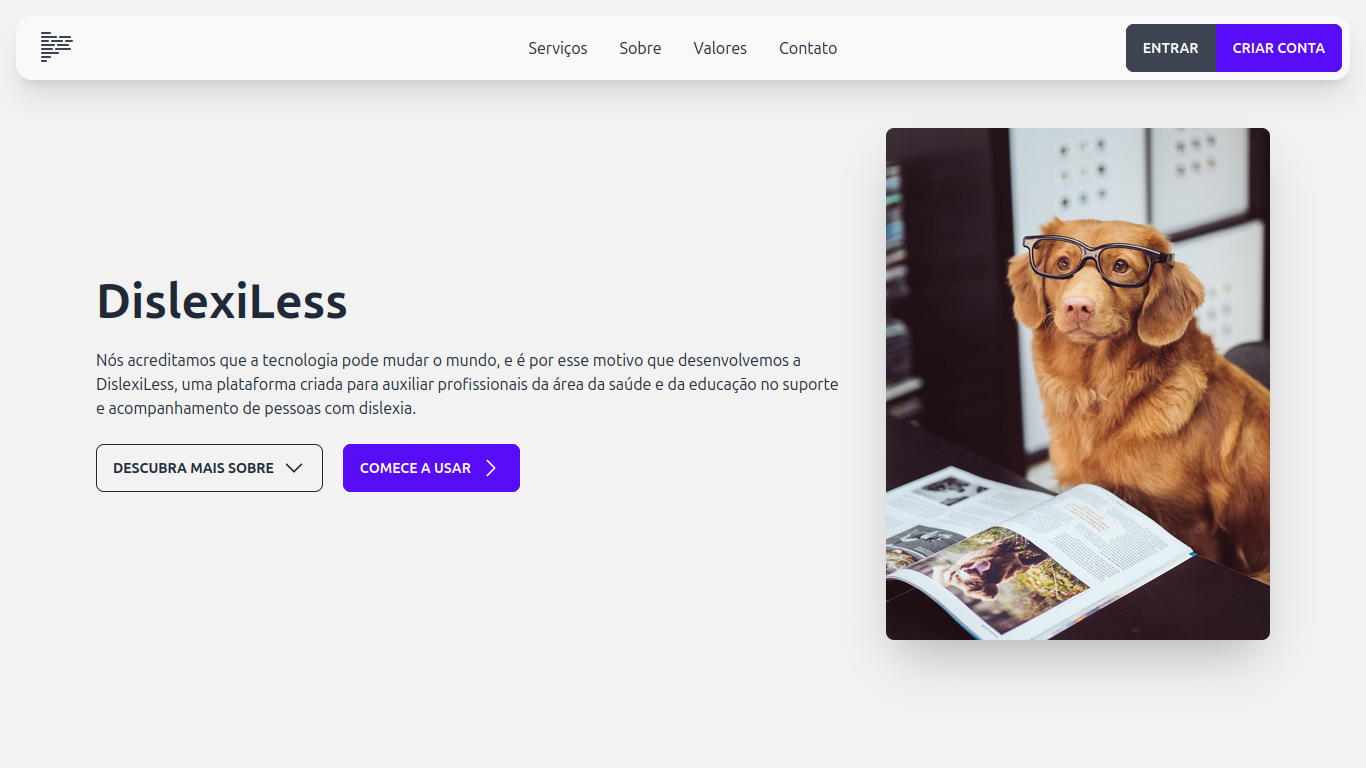 Serviços
Sobre
Valores
Contato
ENTRAR
CRIAR CONTA
DislexiLess
Nós acreditamos que a tecnologia pode mudar o mundo, e é por esse motivo que desenvolvemos a
DislexiLess, uma plataforma criada para auxiliar profissionais da área da saúde e da educação no suporte
e acompanhamento de pessoas com dislexia.
DESCUBRA MAIS SOBRE
COMECE A USAR